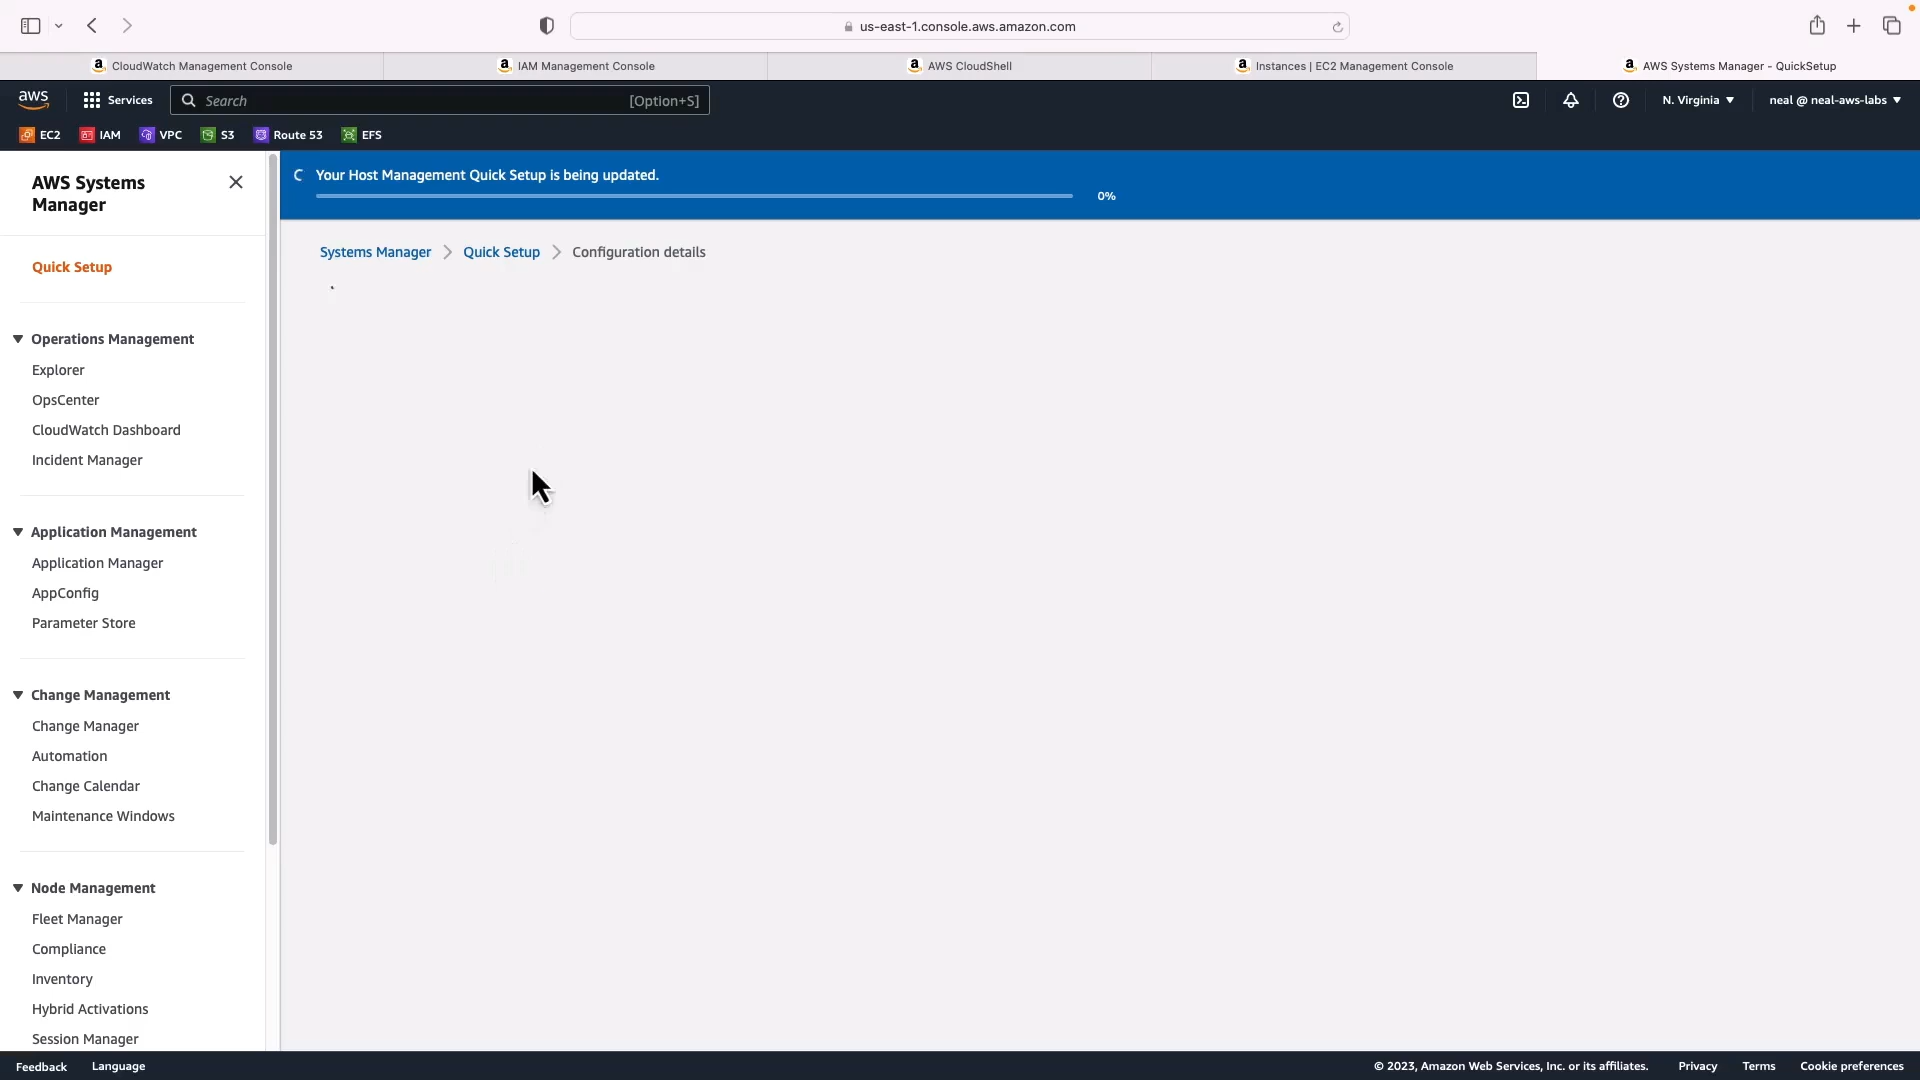 us-east-1.console.aws.amazon.com
CloudWatch Management Console
IAM Management Console
AWS CloudShell
Instances | EC2 Management Console
AWS Systems Manager - QuickSetup
aws
Services
Search
[Option+S]
N. Virginia
neal @ neal-aws-labs
EC2
IAM
VPC
S3
Route 53
EFS
AWS Systems
Manager
Your Host Management Quick Setup is being updated.
0%
Systems Manager
Quick Setup
Configuration details
Quick Setup
Operations Management
Explorer
OpsCenter
CloudWatch Dashboard
Incident Manager
Application Management
Application Manager
AppConfig
Parameter Store
Change Management
Change Manager
Automation
Change Calendar
Maintenance Windows
Node Management
Fleet Manager
Compliance
Inventory
Hybrid Activations
Session Manager
Feedback
Language
© 2023, Amazon Web Services, Inc. or its affiliates.
Privacy
Terms
Cookie preferences